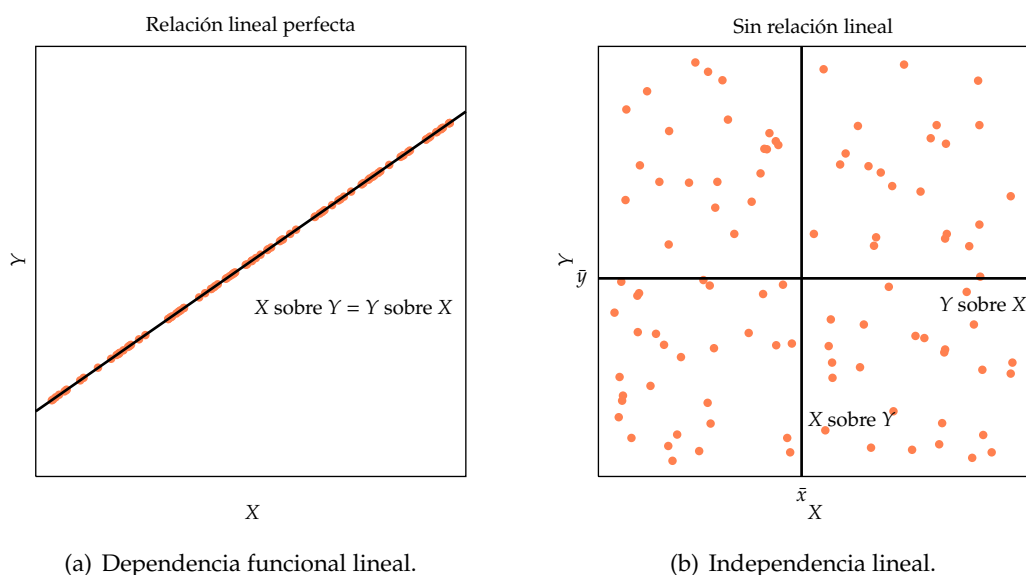 Relación lineal perfecta
Y
X sobre Y = Y sobre X
X
(a) Dependencia funcional lineal.
Sin relación lineal
Y
ȳ
Y sobre X
X sobre Y
x̄
X
(b) Independencia lineal.